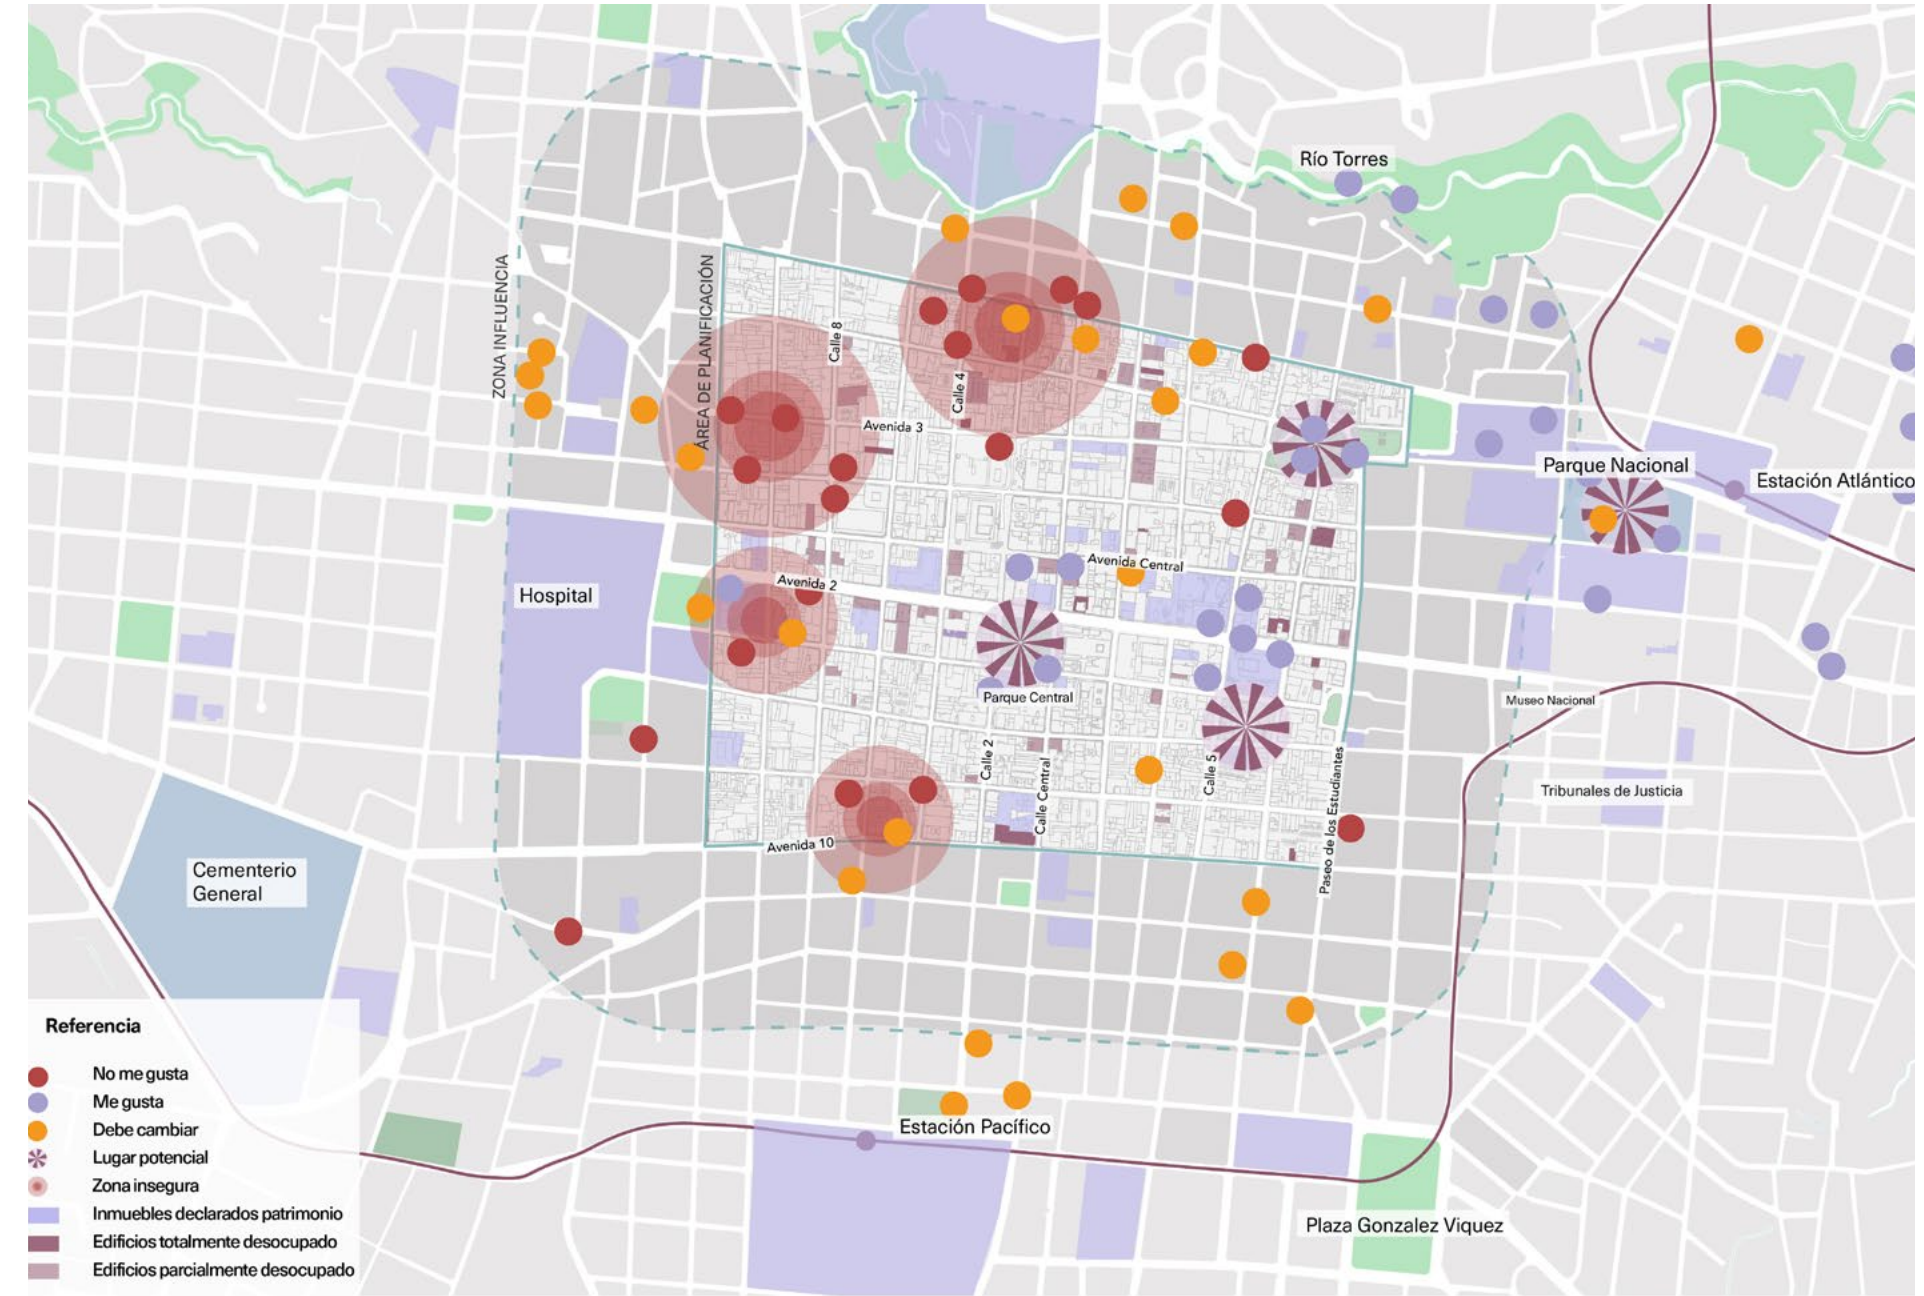 Río Torres
ZONA INFLUENCIA
ÁREA DE PLANIFICACIÓN
Calle 8
Calle 4
Avenida 3
Parque Nacional
Estación Atlántico
Avenida Central
Avenida 2
Hospital
Parque Central
Museo Nacional
Calle 2
Calle Central
Calle 5
Paseo de los Estudiantes
Tribunales de Justicia
Avenida 10
Cementerio
General
Referencia
No me gusta
Me gusta
Debe cambiar
Lugar potencial
Zona insegura
Inmuebles declarados patrimonio
Edificios totalmente desocupado
Edificios parcialmente desocupado
Estación Pacífico
Plaza Gonzalez Viquez